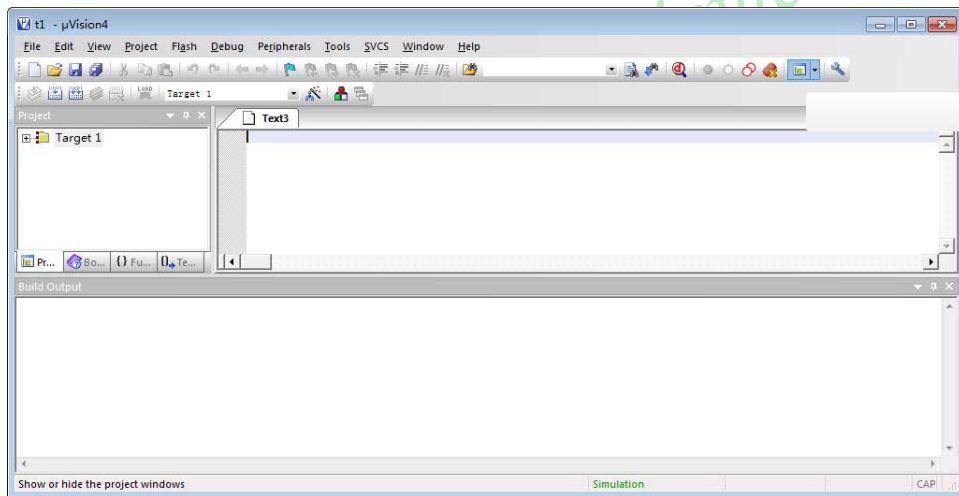 t1 - µVision4
File Edit View Project Flash Debug Peripherals Tools SVCS Window Help
LOAD Target 1
Project
Text3
Target 1
Pr... Bo... {} Fu... 0 Te...
Build Output
Show or hide the project windows Simulation CAP